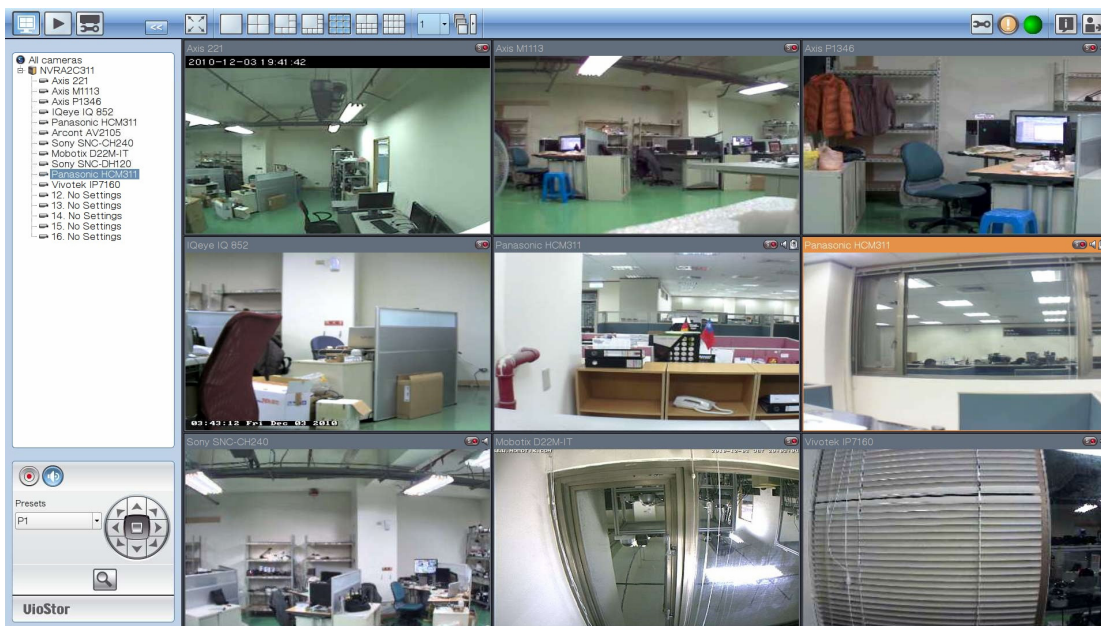 <<
1
All cameras
NVRA2C311
Axis 221
Axis M1113
Axis P1346
IQeye IQ 852
Panasonic HCM311
Arcont AV2105
Sony SNC-CH240
Mobotix D22M-IT
Sony SNC-DH120
Panasonic HCM311
Vivotek IP7160
12. No Settings
13. No Settings
14. No Settings
15. No Settings
16. No Settings
Presets
P1
VioStor
Axis 221
2010-12-03 19:41:42
Axis M1113
Axis P1346
IQeye IQ 852
03:43:12 Fri Dec 03 2010
Panasonic HCM311
Panasonic HCM311
Sony SNC-CH240
Mobotix D22M-IT
www.MOBOTIX.COM
Vivotek IP7160